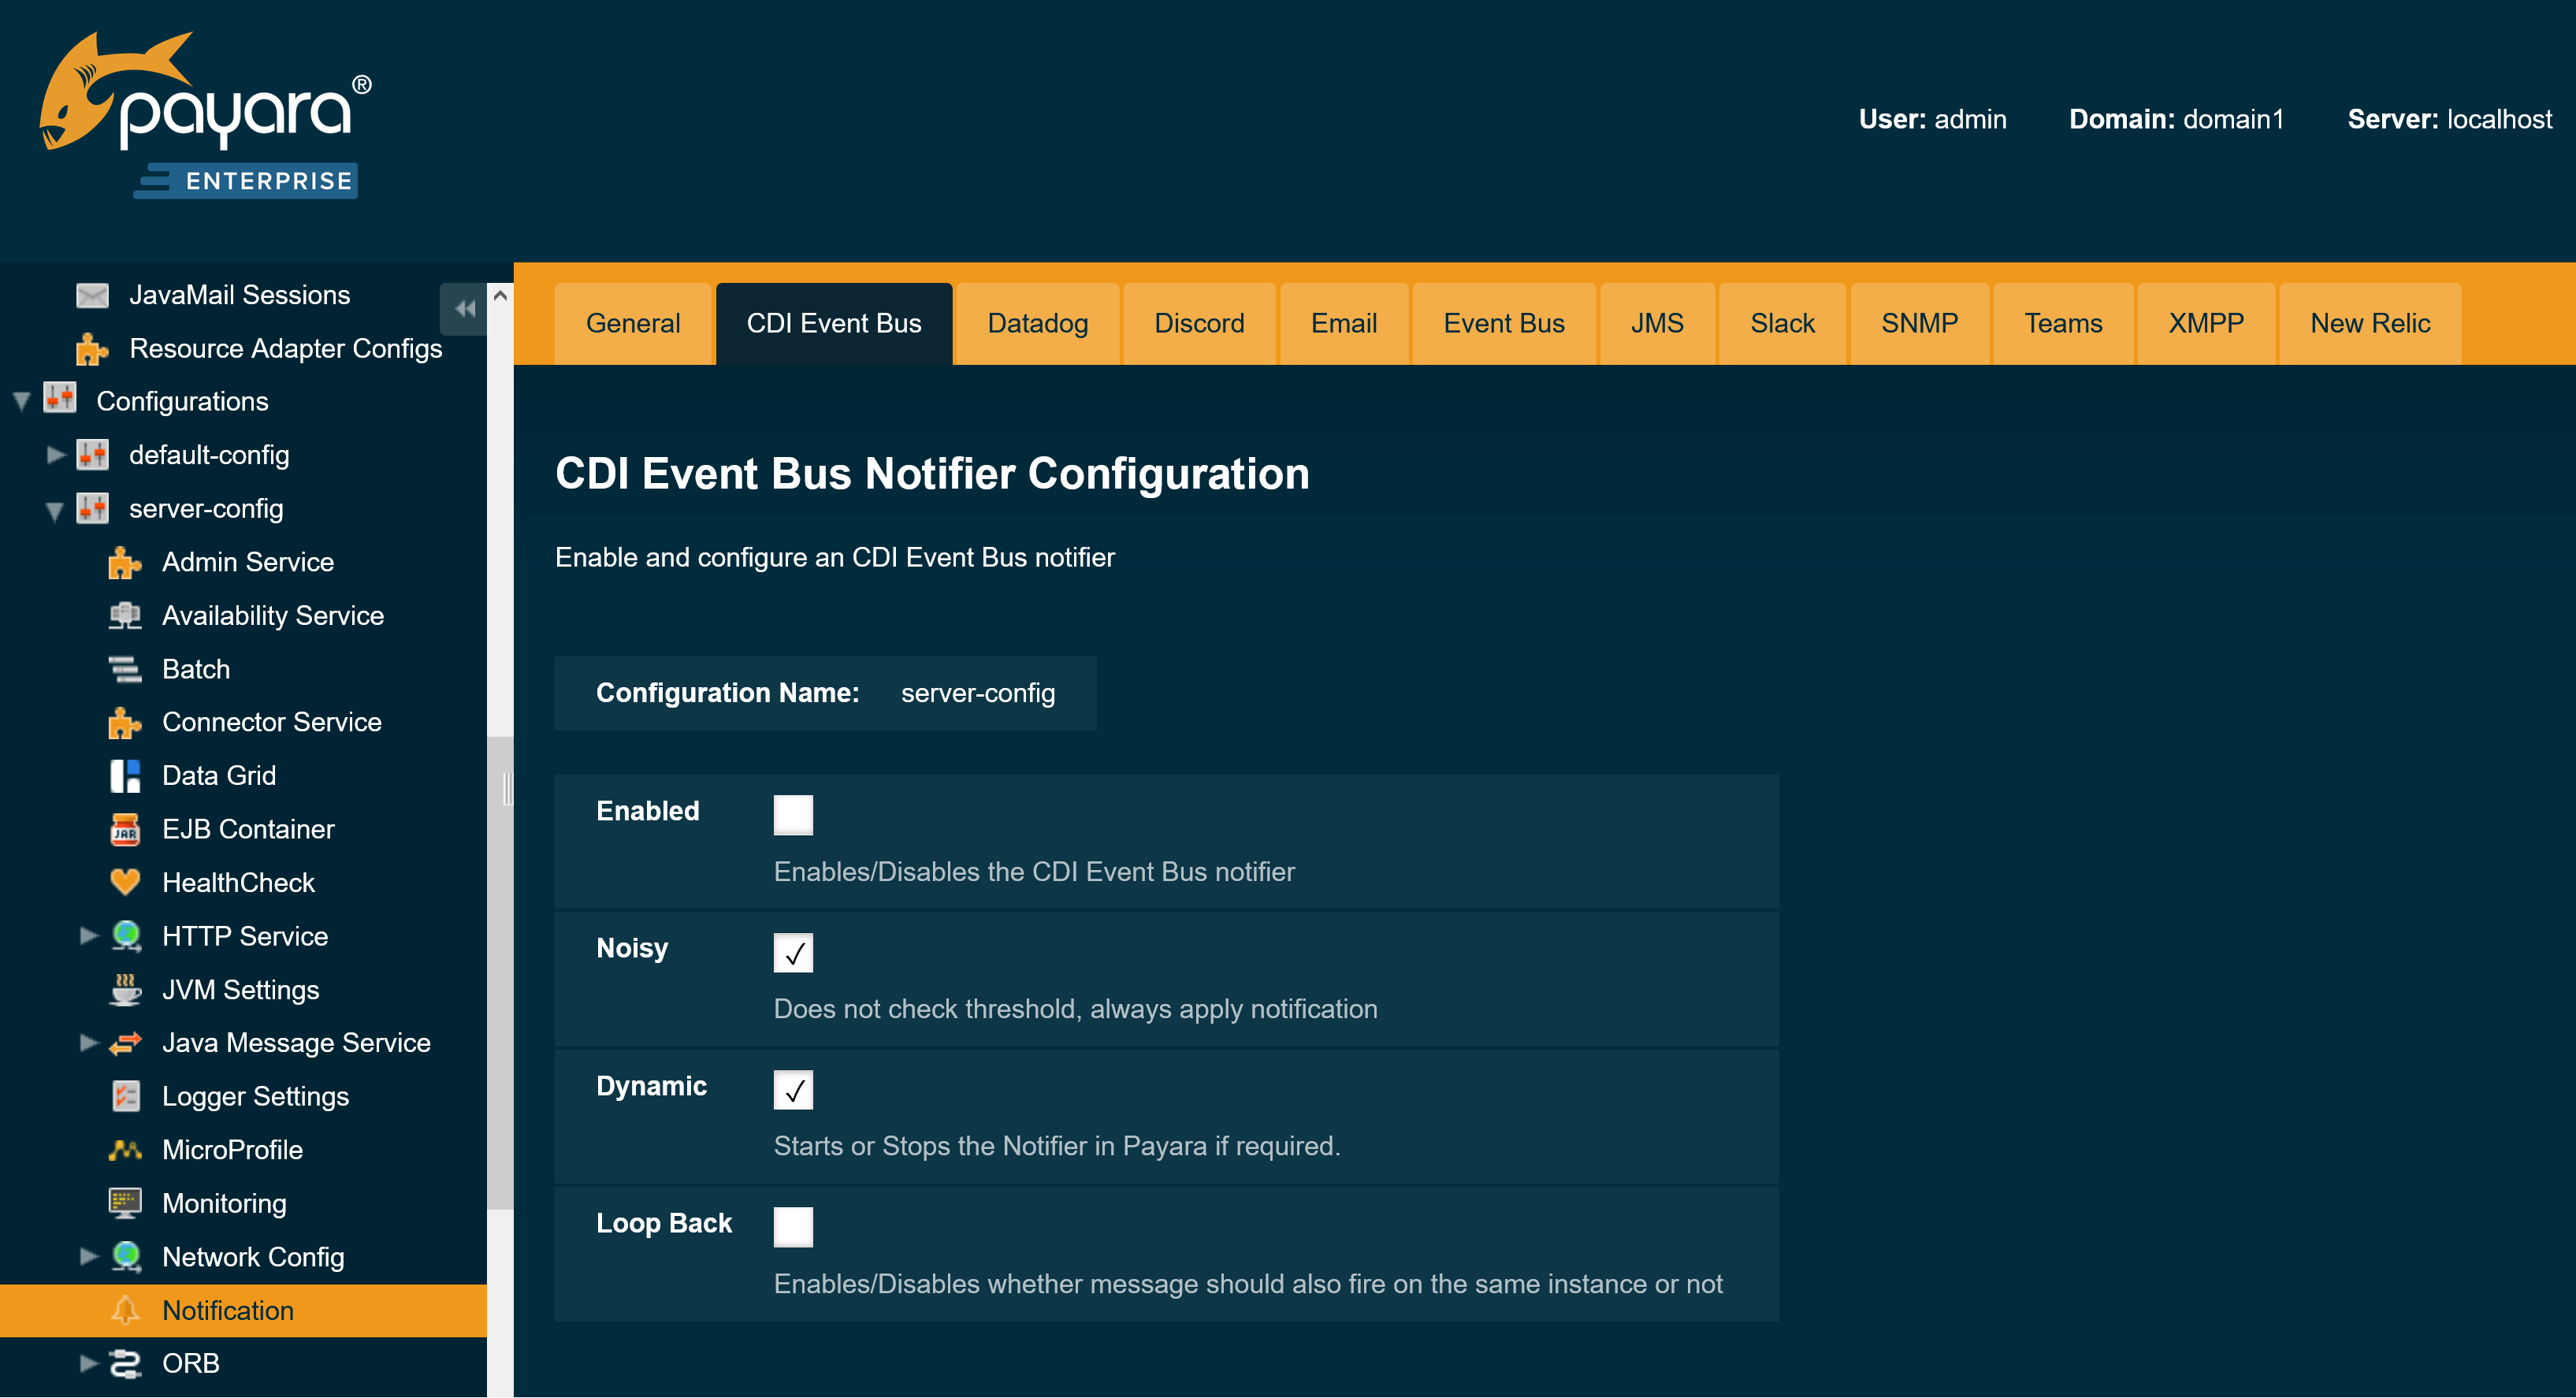 payara®
ENTERPRISE
User: admin Domain: domain1 Server: localhost
JavaMail Sessions
Resource Adapter Configs
Configurations
default-config
server-config
Admin Service
Availability Service
Batch
Connector Service
Data Grid
JAR
EJB Container
HealthCheck
HTTP Service
JVM Settings
Java Message Service
Logger Settings
MicroProfile
Monitoring
Network Config
Notification
ORB
General CDI Event Bus Datadog Discord Email Event Bus JMS Slack SNMP Teams XMPP New Relic
CDI Event Bus Notifier Configuration
Enable and configure an CDI Event Bus notifier
Configuration Name: server-config
Enabled
Enables/Disables the CDI Event Bus notifier
Noisy
Does not check threshold, always apply notification
Dynamic
Starts or Stops the Notifier in Payara if required.
Loop Back
Enables/Disables whether message should also fire on the same instance or not